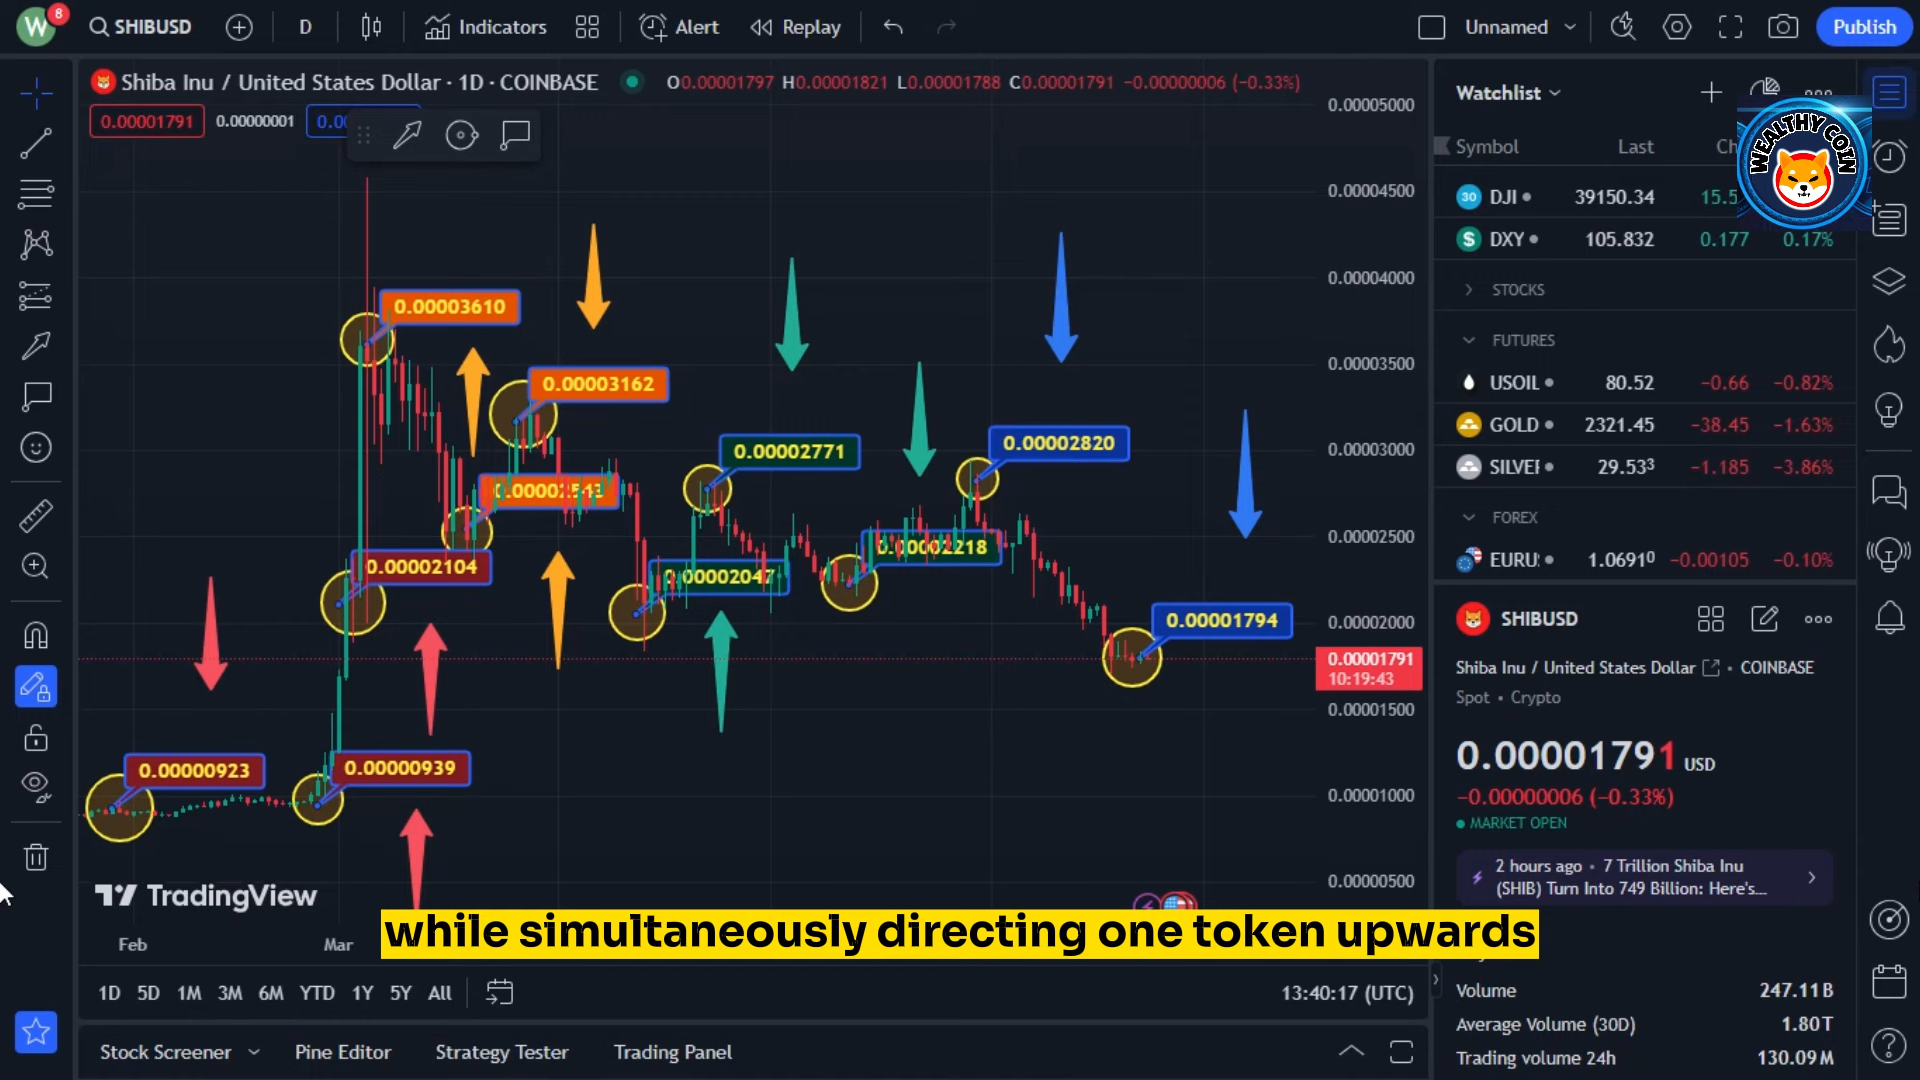 W
8
SHIBUSD
D
Indicators
Alert
Replay
Unnamed
Publish
Shiba Inu / United States Dollar · 1D · COINBASE
O0.00001797 H0.00001821 L0.00001788 C0.00001791 −0.00000006 (−0.33%)
0.00001791
0.00000001
0.00003610
0.00003162
0.00002104
0.00002771
0.00002047
0.00002218
0.00002820
0.00001794
0.00000923
0.00000939
0.00005000
0.00004500
0.00004000
0.00003500
0.00003000
0.00002500
0.00002000
0.00001791
10:19:43
0.00001500
0.00001000
0.00000500
TradingView
while simultaneously directing one token upwards
Feb
Mar
1D 5D 1M 3M 6M YTD 1Y 5Y All
13:40:17 (UTC)
Stock Screener
Pine Editor
Strategy Tester
Trading Panel
Watchlist
WEALTHY COIN
Symbol
Last
DJI 39150.34
DXY 105.832 0.177 0.17%
STOCKS
FUTURES
USOIL 80.52 −0.66 −0.82%
GOLD 2321.45 −38.45 −1.63%
SILVER 29.533 −1.185 −3.86%
FOREX
1.06910 −0.00105 −0.10%
SHIBUSD
Shiba Inu / United States Dollar • COINBASE
Spot • Crypto
0.00001791 USD
−0.00000006 (−0.33%)
MARKET OPEN
2 hours ago • 7 Trillion Shiba Inu
(SHIB) Turn Into 749 Billion: Here's...
Volume 247.11B
Average Volume (30D) 1.80T
Trading volume 24h 130.09M